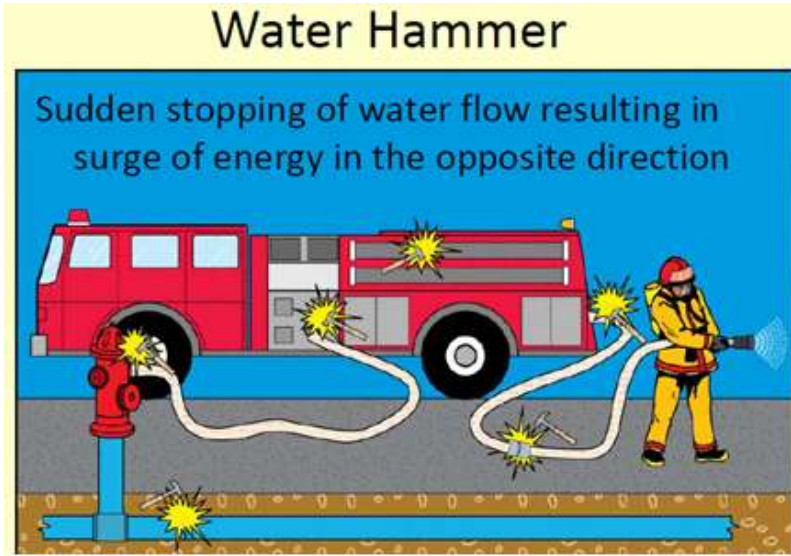 Water Hammer
Sudden stopping of water flow resulting in
surge of energy in the opposite direction